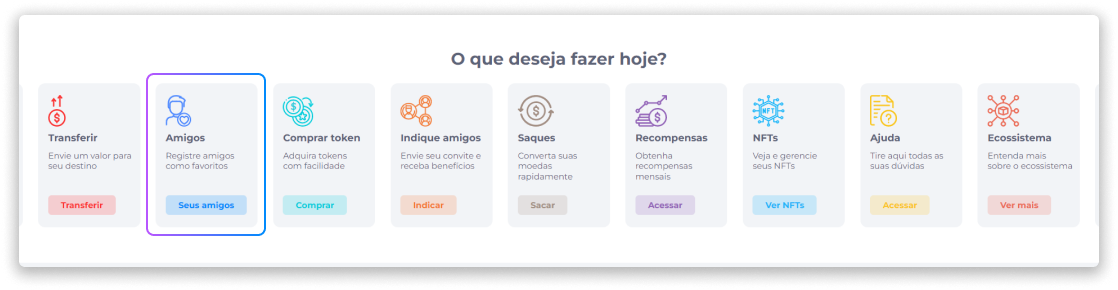 O que deseja fazer hoje?
Transferir
Envie um valor para
seu destino
Transferir
Amigos
Registre amigos
como favoritos
Seus amigos
Comprar token
Adquira tokens
com facilidade
Comprar
Indique amigos
Envie seu convite e
receba benefícios
Indicar
Saques
Converta suas
moedas
rapidamente
Sacar
Recompensas
Obtenha
recompensas
mensais
Acessar
NFT
NFTs
Veja e gerencie
seus NFTs
Ver NFTs
Ajuda
Tire aqui todas as
suas dúvidas
Acessar
Ecossistema
Entenda mais
sobre o ecossistema
Ver mais